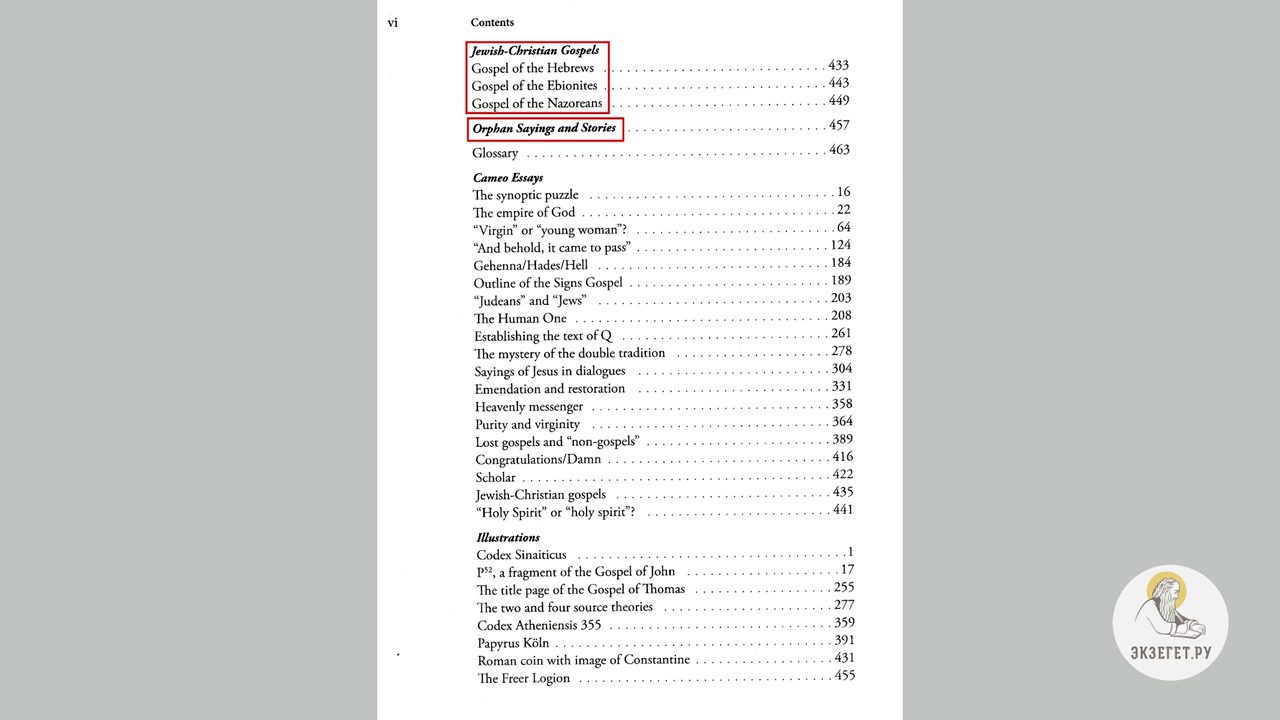 vi Contents
Jewish-Christian Gospels
Gospel of the Hebrews . . . . . . . . . . . . . . . . . . . . . . . . . . . . 433
Gospel of the Ebionites . . . . . . . . . . . . . . . . . . . . . . . . . . . . 443
Gospel of the Nazoreans . . . . . . . . . . . . . . . . . . . . . . . . . . . 449
Orphan Sayings and Stories . . . . . . . . . . . . . . . . . . . . . . . . . 457
Glossary . . . . . . . . . . . . . . . . . . . . . . . . . . . . . . . . . . . . . . 463
Cameo Essays
The synoptic puzzle . . . . . . . . . . . . . . . . . . . . . . . . . . . . . . 16
The empire of God . . . . . . . . . . . . . . . . . . . . . . . . . . . . . . . 22
“Virgin” or “young woman”? . . . . . . . . . . . . . . . . . . . . . . . . 64
“And behold, it came to pass” . . . . . . . . . . . . . . . . . . . . . . . . 124
Gehenna/Hades/Hell . . . . . . . . . . . . . . . . . . . . . . . . . . . . . 184
Outline of the Signs Gospel . . . . . . . . . . . . . . . . . . . . . . . . . 189
“Judeans” and “Jews” . . . . . . . . . . . . . . . . . . . . . . . . . . . . . 203
The Human One . . . . . . . . . . . . . . . . . . . . . . . . . . . . . . . . 208
Establishing the text of Q . . . . . . . . . . . . . . . . . . . . . . . . . . 261
The mystery of the double tradition . . . . . . . . . . . . . . . . . . . 278
Sayings of Jesus in dialogues . . . . . . . . . . . . . . . . . . . . . . . . 304
Emendation and restoration . . . . . . . . . . . . . . . . . . . . . . . . 331
Heavenly messenger . . . . . . . . . . . . . . . . . . . . . . . . . . . . . . 358
Purity and virginity . . . . . . . . . . . . . . . . . . . . . . . . . . . . . . 364
Lost gospels and “non-gospels” . . . . . . . . . . . . . . . . . . . . . . 389
Congratulations/Damn . . . . . . . . . . . . . . . . . . . . . . . . . . . . 416
Scholar . . . . . . . . . . . . . . . . . . . . . . . . . . . . . . . . . . . . . . . 422
Jewish-Christian gospels . . . . . . . . . . . . . . . . . . . . . . . . . . . 435
“Holy Spirit” or “holy spirit”? . . . . . . . . . . . . . . . . . . . . . . . 441
Illustrations
Codex Sinaiticus . . . . . . . . . . . . . . . . . . . . . . . . . . . . . . . . . 1
P⁵², a fragment of the Gospel of John . . . . . . . . . . . . . . . . . . 17
The title page of the Gospel of Thomas . . . . . . . . . . . . . . . . . 255
The two and four source theories . . . . . . . . . . . . . . . . . . . . . 277
Codex Atheniensis 355 . . . . . . . . . . . . . . . . . . . . . . . . . . . . 359
Papyrus Köln . . . . . . . . . . . . . . . . . . . . . . . . . . . . . . . . . . . 391
Roman coin with image of Constantine . . . . . . . . . . . . . . . . . 431
The Freer Logion . . . . . . . . . . . . . . . . . . . . . . . . . . . . . . . . 455
ЭКЗЕГЕТ.РУ